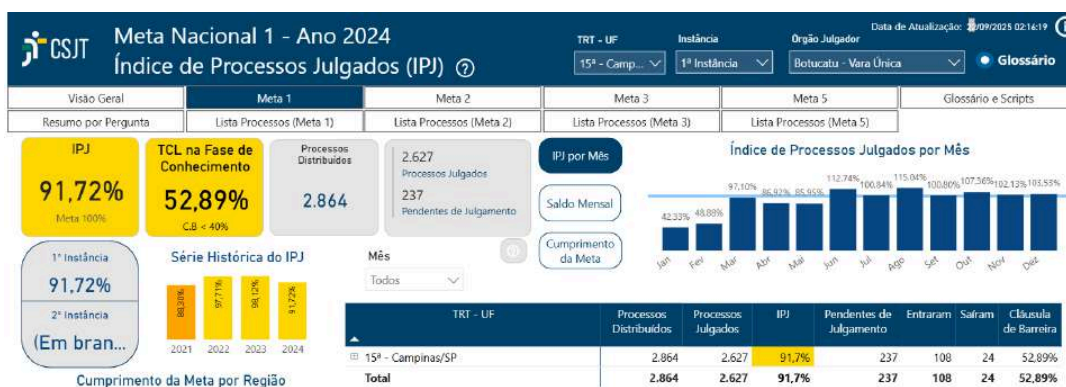 CSJT
Meta Nacional 1 - Ano 2024
Índice de Processos Julgados (IPJ)
Data de Atualização: /09/2025 02:14:19
TRT - UF
Instância
Órgão Julgador
15ª - Camp...
1ª Instância
Botucatu - Vara Única
Glossário
Visão Geral
Meta 1
Meta 2
Meta 3
Meta 5
Glossário e Scripts
Resumo por Pergunta
Lista Processos (Meta 1)
Lista Processos (Meta 2)
Lista Processos (Meta 3)
Lista Processos (Meta 5)
IPJ
91,72%
Meta 100%
TCL na Fase de
Conhecimento
52,89%
C.B < 40%
Processos
Distribuídos
2.864
2.627
Processos Julgados
237
Pendentes de Julgamento
IPJ por Mês
Saldo Mensal
Cumprimento
da Meta
Índice de Processos Julgados por Mês
42.33% 48.88% 97,10% 86,92% 85,95% 112,74% 100,84% 115,04% 100,80% 107,56% 102,13% 103,53%
Jan Fev Mar Abr Mai Jun Jul Ago Set Out Nov Dez
1ª Instância
91,72%
2ª Instância
(Em bran...
Série Histórica do IPJ
97,71% 91,72%
2021 2022 2023 2024
Mês
Todos
TRT - UF Processos Distribuídos Processos Julgados IPJ Pendentes de Julgamento Entraram Saíram Cláusula de Barreira
15ª - Campinas/SP 2.864 2.627 91,7% 237 108 24 52,89%
Total 2.864 2.627 91,7% 237 108 24 52,89%
Cumprimento da Meta por Região